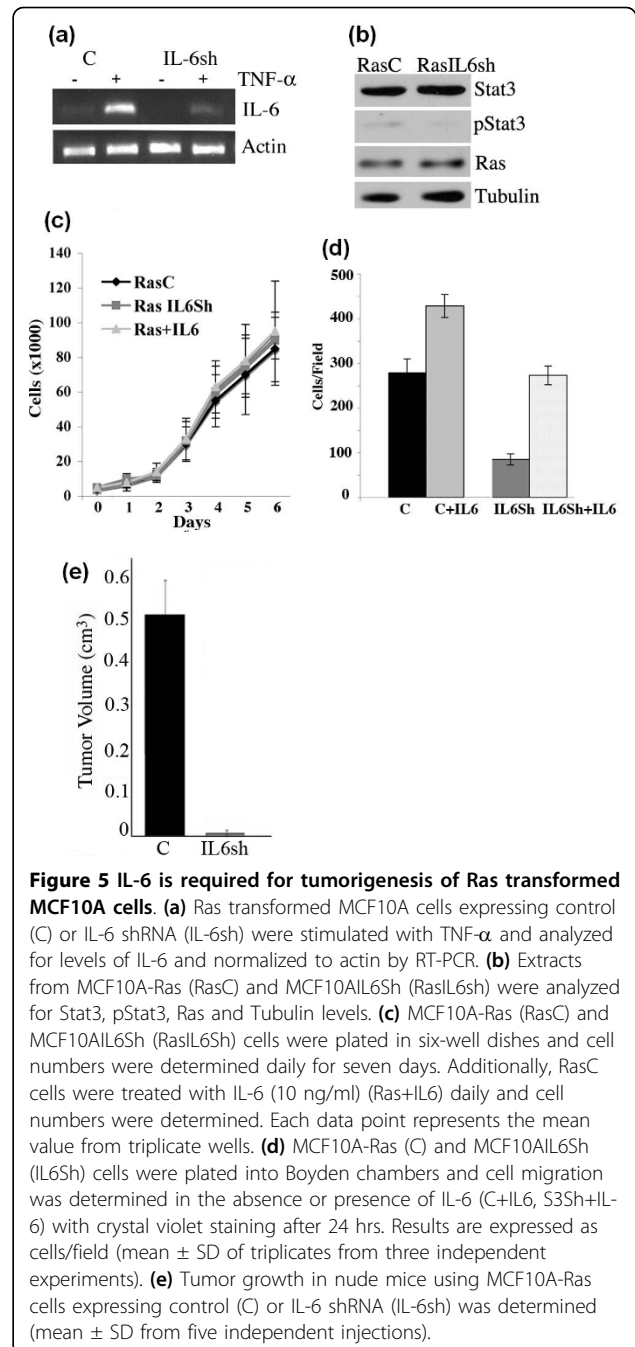 (a)
C IL-6sh
- + - + TNF-α
IL-6
Actin
(b)
RasC RasIL6sh
Stat3
pStat3
Ras
Tubulin
(c)
140
120
100
80
60
40
20
0
Cells (x1000)
RasC
Ras IL6Sh
Ras+IL6
0 1 2 3 4 5 6
Days
(d)
500
400
300
200
100
0
Cells/Field
C C+IL6 IL6Sh IL6Sh+IL6
(e)
0.6
0.5
0.4
0.3
0.2
0.1
0
Tumor Volume (cm³)
C IL6sh
Figure 5 IL-6 is required for tumorigenesis of Ras transformed
MCF10A cells. (a) Ras transformed MCF10A cells expressing control
(C) or IL-6 shRNA (IL-6sh) were stimulated with TNF-α and analyzed
for levels of IL-6 and normalized to actin by RT-PCR. (b) Extracts
from MCF10A-Ras (RasC) and MCF10AIL6Sh (RasIL6sh) were analyzed
for Stat3, pStat3, Ras and Tubulin levels. (c) MCF10A-Ras (RasC) and
MCF10AIL6Sh (RasIL6Sh) cells were plated in six-well dishes and cell
numbers were determined daily for seven days. Additionally, RasC
cells were treated with IL-6 (10 ng/ml) (Ras+IL6) daily and cell
numbers were determined. Each data point represents the mean
value from triplicate wells. (d) MCF10A-Ras (C) and MCF10AIL6Sh
(IL6Sh) cells were plated into Boyden chambers and cell migration
was determined in the absence or presence of IL-6 (C+IL6, S3Sh+IL-
6) with crystal violet staining after 24 hrs. Results are expressed as
cells/field (mean ± SD of triplicates from three independent
experiments). (e) Tumor growth in nude mice using MCF10A-Ras
cells expressing control (C) or IL-6 shRNA (IL-6sh) was determined
(mean ± SD from five independent injections).